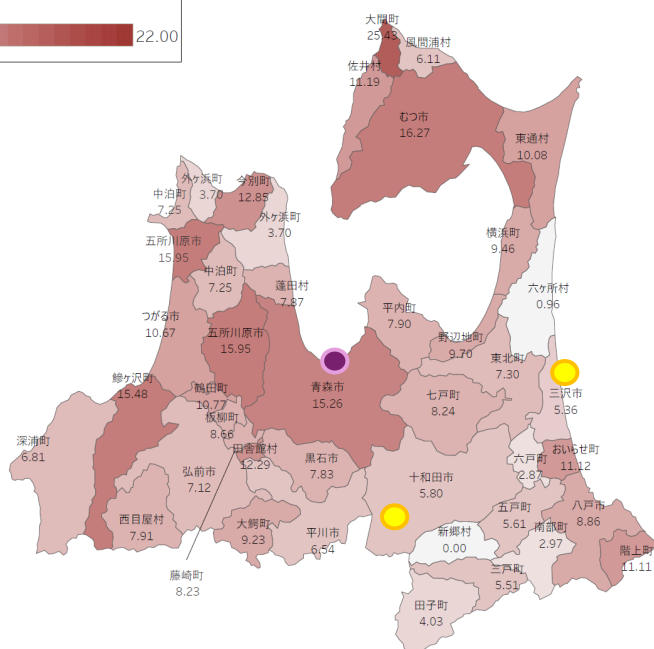 22.00
大間町
25.43
風間浦村
6.11
佐井村
11.19
むつ市
16.27
東通村
10.08
外ヶ浜町
3.70
今別町
12.85
中泊町
7.25
外ヶ浜町
3.70
五所川原市
15.95
中泊町
7.25
蓬田村
7.87
横浜町
9.46
六ヶ所村
0.96
つがる市
10.67
五所川原市
15.95
平内町
7.90
野辺地町
9.70
東北町
7.30
鰺ヶ沢町
15.48
鶴田町
10.77
青森市
15.26
七戸町
8.24
三沢市
5.36
板柳町
8.66
深浦町
6.81
田舎館村
12.29
黒石市
7.83
弘前市
7.12
十和田市
5.80
六戸町
2.87
おいらせ町
11.12
西目屋村
7.91
大鰐町
9.23
平川市
6.54
五戸町
5.61
八戸市
8.86
新郷村
0.00
南部町
2.97
階上町
11.11
藤崎町
8.23
三戸町
5.51
田子町
4.03